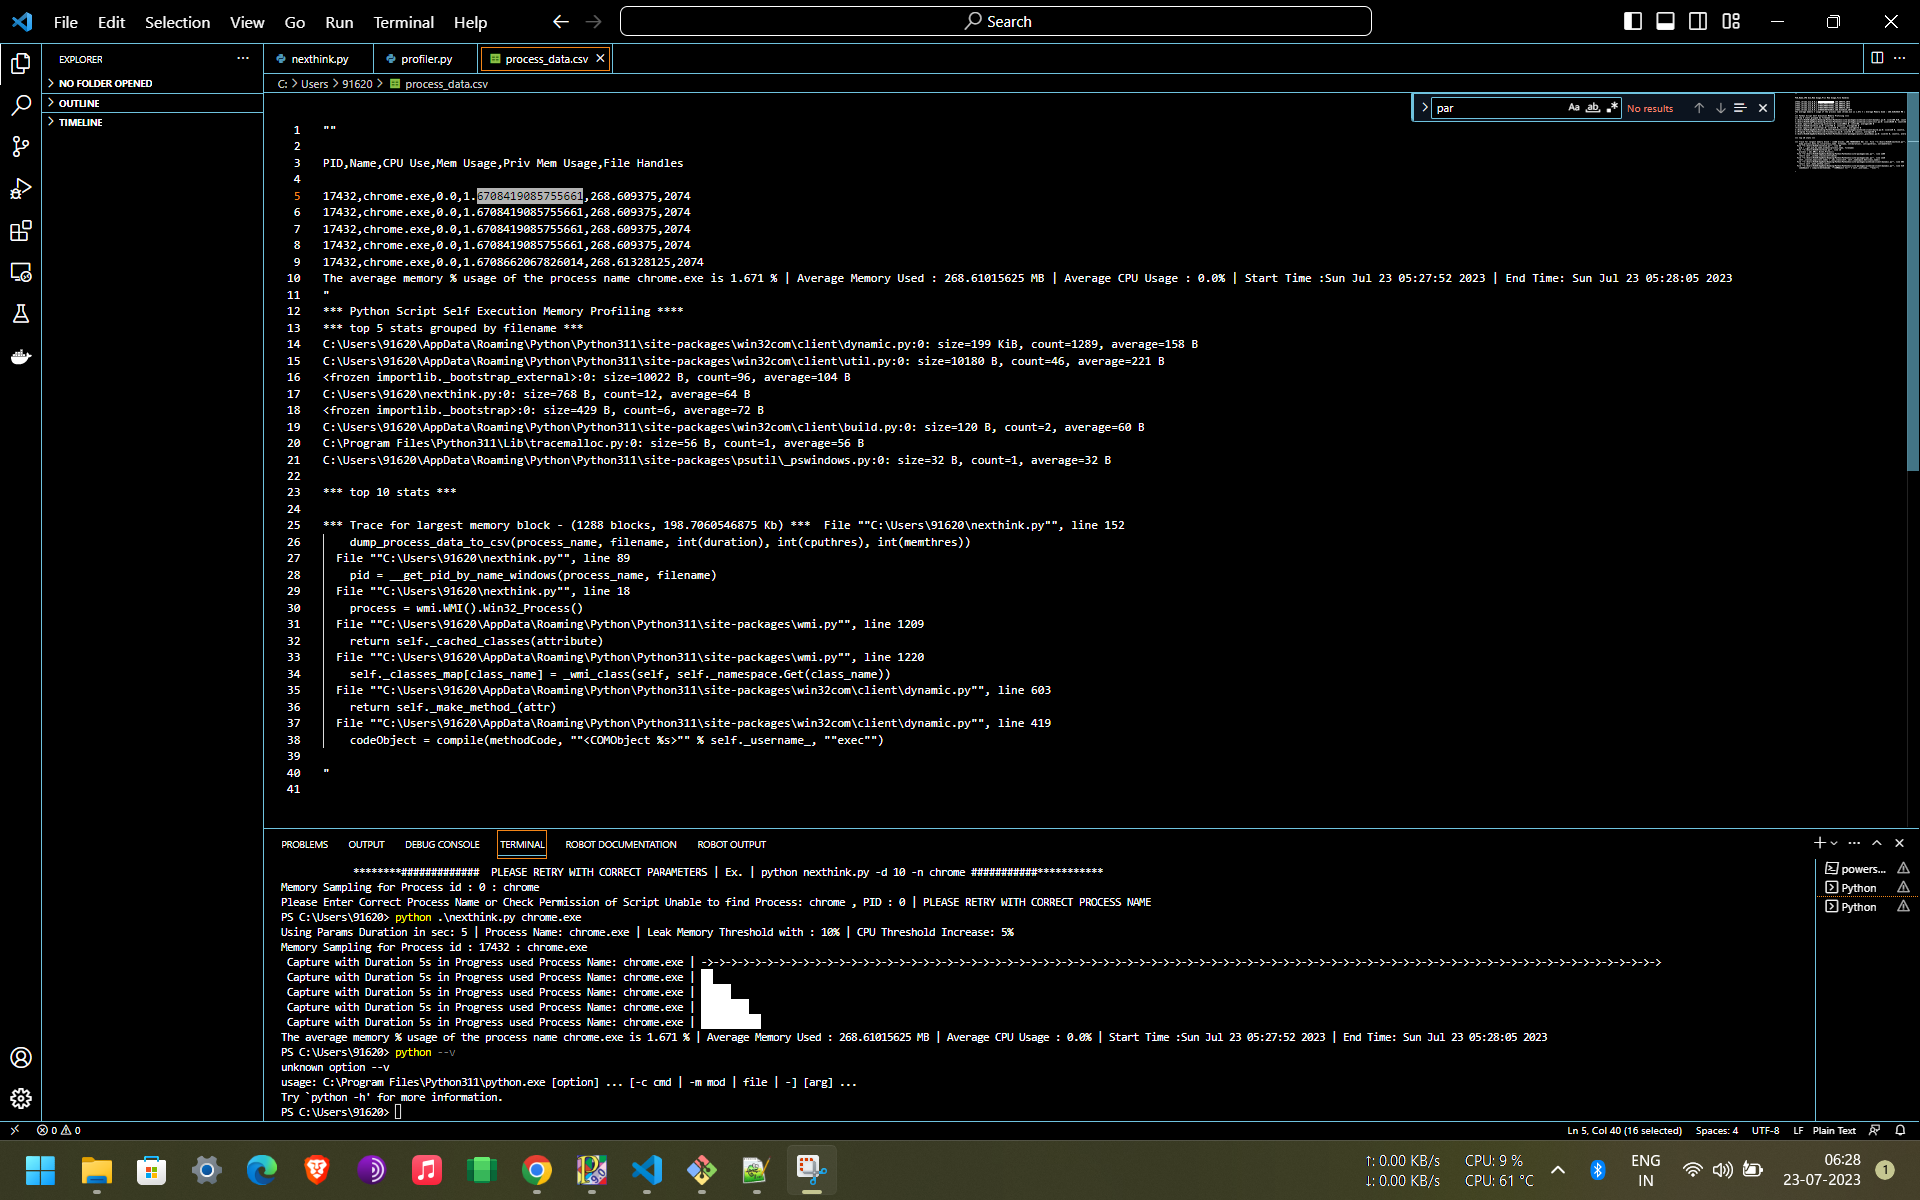 File Edit Selection View Go Run Terminal Help
Search
EXPLORER
NO FOLDER OPENED
OUTLINE
TIMELINE
nexthink.py profiler.py process_data.csv
C: > Users > 91620 > process_data.csv
par Aa ab No results
1 ""
2
3 PID,Name,CPU Use,Mem Usage,Priv Mem Usage,File Handles
4
5 17432,chrome.exe,0.0,1.6708419085755661,268.609375,2074
6 17432,chrome.exe,0.0,1.6708419085755661,268.609375,2074
7 17432,chrome.exe,0.0,1.6708419085755661,268.609375,2074
8 17432,chrome.exe,0.0,1.6708419085755661,268.609375,2074
9 17432,chrome.exe,0.0,1.6708662067826014,268.61328125,2074
10 The average memory % usage of the process name chrome.exe is 1.671 % | Average Memory Used : 268.61015625 MB | Average CPU Usage : 0.0% | Start Time :Sun Jul 23 05:27:52 2023 | End Time: Sun Jul 23 05:28:05 2023
11 "
12 *** Python Script Self Execution Memory Profiling ****
13 *** top 5 stats grouped by filename ***
14 C:\Users\91620\AppData\Roaming\Python\Python311\site-packages\win32com\client\dynamic.py:0: size=199 KiB, count=1289, average=158 B
15 C:\Users\91620\AppData\Roaming\Python\Python311\site-packages\win32com\client\util.py:0: size=10180 B, count=46, average=221 B
16 <frozen importlib._bootstrap_external>:0: size=10022 B, count=96, average=104 B
17 C:\Users\91620\nexthink.py:0: size=768 B, count=12, average=64 B
18 <frozen importlib._bootstrap>:0: size=429 B, count=6, average=72 B
19 C:\Users\91620\AppData\Roaming\Python\Python311\site-packages\win32com\client\build.py:0: size=120 B, count=2, average=60 B
20 C:\Program Files\Python311\Lib\tracemalloc.py:0: size=56 B, count=1, average=56 B
21 C:\Users\91620\AppData\Roaming\Python\Python311\site-packages\psutil\_pswindows.py:0: size=32 B, count=1, average=32 B
22
23 *** top 10 stats ***
24
25 *** Trace for largest memory block - (1288 blocks, 198.7060546875 Kb) ***  File ""C:\Users\91620\nexthink.py"", line 152
26     dump_process_data_to_csv(process_name, filename, int(duration), int(cputhres), int(memthres))
27   File ""C:\Users\91620\nexthink.py"", line 89
28     pid = __get_pid_by_name_windows(process_name, filename)
29   File ""C:\Users\91620\nexthink.py"", line 18
30     process = wmi.WMI().Win32_Process()
31   File ""C:\Users\91620\AppData\Roaming\Python\Python311\site-packages\wmi.py"", line 1209
32     return self._cached_classes(attribute)
33   File ""C:\Users\91620\AppData\Roaming\Python\Python311\site-packages\wmi.py"", line 1220
34     self._classes_map[class_name] = _wmi_class(self, self._namespace.Get(class_name))
35   File ""C:\Users\91620\AppData\Roaming\Python\Python311\site-packages\win32com\client\dynamic.py"", line 603
36     return self._make_method_(attr)
37   File ""C:\Users\91620\AppData\Roaming\Python\Python311\site-packages\win32com\client\dynamic.py"", line 419
38     codeObject = compile(methodCode, ""<COMObject %s>"" % self._username_, ""exec"")
39
40 "
41
PROBLEMS OUTPUT DEBUG CONSOLE TERMINAL ROBOT DOCUMENTATION ROBOT OUTPUT
********############# PLEASE RETRY WITH CORRECT PARAMETERS | Ex. | python nexthink.py -d 10 -n chrome ###########***********
Memory Sampling for Process id : 0 : chrome
Please Enter Correct Process Name or Check Permission of Script Unable to find Process: chrome , PID : 0 | PLEASE RETRY WITH CORRECT PROCESS NAME
PS C:\Users\91620> python .\nexthink.py chrome.exe
Using Params Duration in sec: 5 | Process Name: chrome.exe | Leak Memory Threshold with : 10% | CPU Threshold Increase: 5%
Memory Sampling for Process id : 17432 : chrome.exe
Capture with Duration 5s in Progress used Process Name: chrome.exe | ->->->->->->->->->->->->->->->->->->->->->->->->->->->->->->->->->->->->->->->->->->->->->->->->->->->->->->->->->->->->->->->->->->->->->->->->->->->->->->->->
Capture with Duration 5s in Progress used Process Name: chrome.exe |
Capture with Duration 5s in Progress used Process Name: chrome.exe |
Capture with Duration 5s in Progress used Process Name: chrome.exe |
Capture with Duration 5s in Progress used Process Name: chrome.exe |
The average memory % usage of the process name chrome.exe is 1.671 % | Average Memory Used : 268.61015625 MB | Average CPU Usage : 0.0% | Start Time :Sun Jul 23 05:27:52 2023 | End Time: Sun Jul 23 05:28:05 2023
PS C:\Users\91620> python --v
unknown option --v
usage: C:\Program Files\Python311\python.exe [option] ... [-c cmd | -m mod | file | -] [arg] ...
Try `python -h' for more information.
PS C:\Users\91620>
powers...
Python
Python
0 0
Ln 5, Col 40 (16 selected) Spaces: 4 UTF-8 LF Plain Text
↑: 0.00 KB/s CPU: 9 %
↓: 0.00 KB/s CPU: 61 °C
ENG
IN
06:28
23-07-2023
1